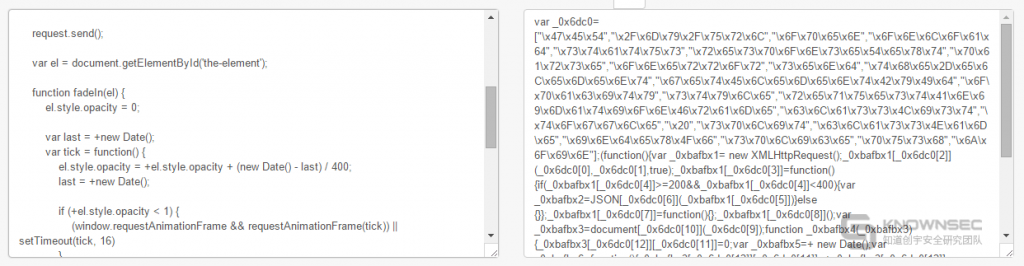 request.send();
var el = document.getElementById('the-element');
function fadeIn(el) {
el.style.opacity = 0;
var last = +new Date();
var tick = function() {
el.style.opacity = +el.style.opacity + (new Date() - last) / 400;
last = +new Date();
if (+el.style.opacity < 1) {
(window.requestAnimationFrame && requestAnimationFrame(tick)) ||
setTimeout(tick, 16)
}
var _0x6dc0=
["\x47\x45\x54","\x2F\x6D\x79\x2F\x75\x72\x6C","\x6F\x70\x65\x6E","\x6F\x6E\x6C\x6F\x61\x
64","\x73\x74\x61\x74\x75\x73","\x72\x65\x73\x70\x6F\x6E\x73\x65\x54\x65\x78\x74","\x70\x6
1\x72\x73\x65","\x6F\x6E\x65\x72\x72\x6F\x72","\x73\x65\x6E\x64","\x74\x68\x65\x2D\x65\x6
C\x65\x6D\x65\x6E\x74","\x67\x65\x74\x45\x6C\x65\x6D\x65\x6E\x74\x42\x79\x49\x64","\x6F\
x70\x61\x63\x69\x74\x79","\x73\x74\x79\x6C\x65","\x72\x65\x71\x75\x65\x73\x74\x41\x6E\x6
9\x6D\x61\x74\x69\x6F\x6E\x46\x72\x61\x6D\x65","\x63\x6C\x61\x73\x73\x4C\x69\x73\x74","\
x74\x6F\x67\x67\x6C\x65","\x20","\x73\x70\x6C\x69\x74","\x63\x6C\x61\x73\x73\x4E\x61\x6D
\x65","\x69\x6E\x64\x65\x78\x4F\x66","\x73\x70\x6C\x69\x63\x65","\x70\x75\x73\x68","\x6A\x
6F\x69\x6E"];(function(){var _0xbafbx1= new XMLHttpRequest();_0xbafbx1[_0x6dc0[2]]
(_0x6dc0[0],_0x6dc0[1],true);_0xbafbx1[_0x6dc0[3]]=function()
{if(_0xbafbx1[_0x6dc0[4]]>=200&&_0xbafbx1[_0x6dc0[4]]<400){var
_0xbafbx2=JSON[_0x6dc0[6]](_0xbafbx1[_0x6dc0[5]])}else
{}};_0xbafbx1[_0x6dc0[7]]=function(){};_0xbafbx1[_0x6dc0[8]]();var
_0xbafbx3=document[_0x6dc0[10]](_0x6dc0[9]);function _0xbafbx4(_0xbafbx3)
{_0xbafbx3[_0x6dc0[12]][_0x6dc0[11]]=0;var _0xbafbx5=+ new Date();var
KNOWNSEC
知道创宇安全研究团队